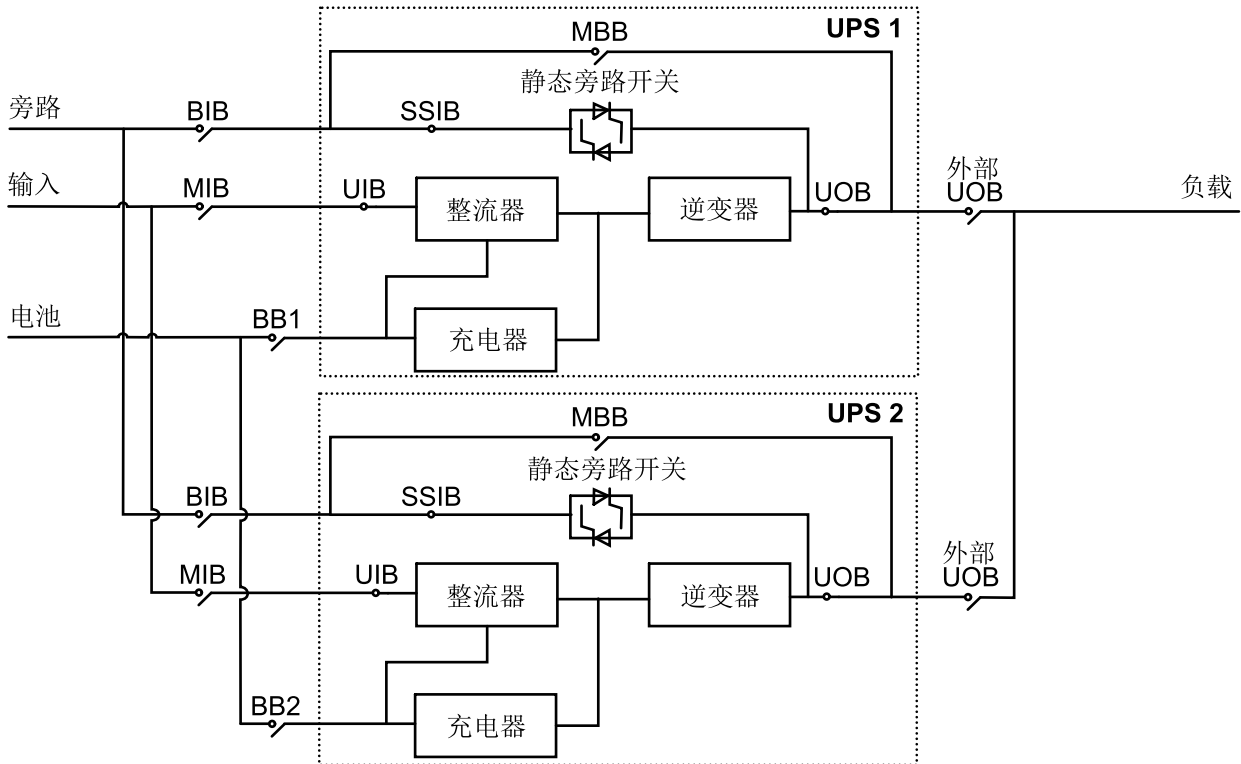 UPS 1
MBB
静态旁路开关
旁路
BIB
SSIB
输入
MIB
UIB
整流器
逆变器
UOB
外部
UOB
负载
电池
BB1
充电器
UPS 2
MBB
静态旁路开关
BIB
SSIB
MIB
UIB
整流器
逆变器
UOB
外部
UOB
BB2
充电器